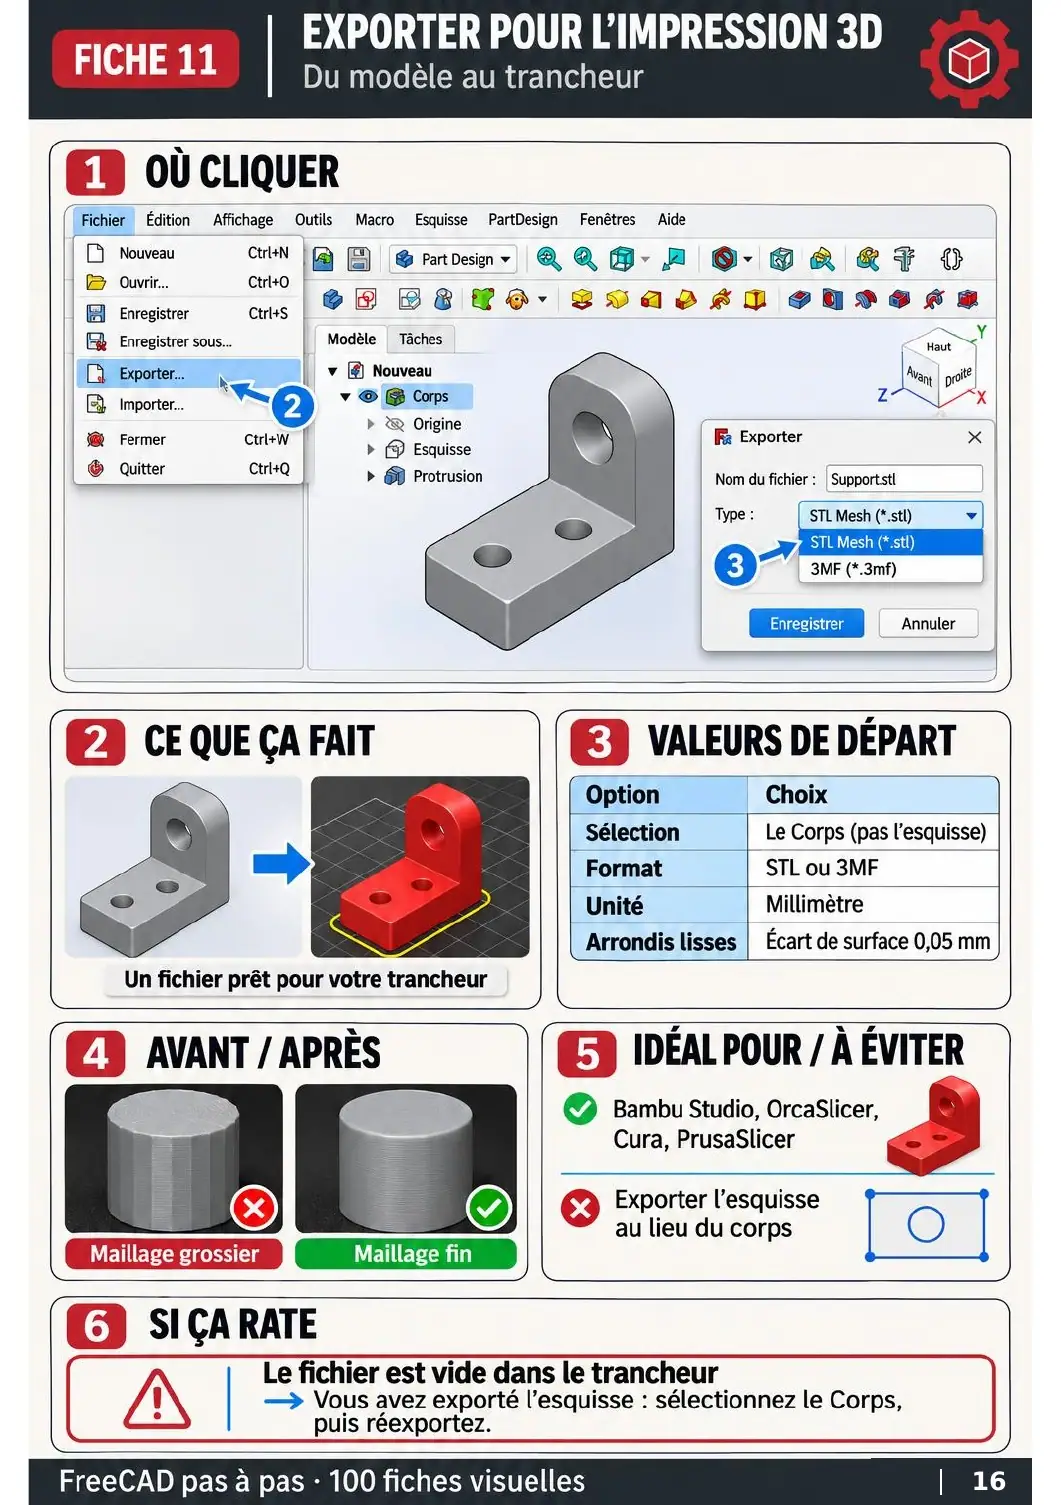 FICHE 11
EXPORTER POUR L'IMPRESSION 3D
Du modèle au trancheur
1 OÙ CLIQUER
Fichier Édition Affichage Outils Macro Esquisse PartDesign Fenêtres Aide
Nouveau Ctrl+N
Ouvrir... Ctrl+O
Enregistrer Ctrl+S
Enregistrer sous...
Exporter...
Importer...
Fermer Ctrl+W
Quitter Ctrl+Q
2
Part Design
Modèle Tâches
Nouveau
Corps
Origine
Esquisse
Protrusion
Haut
Avant
Droite
Y
Z
X
Exporter
Nom du fichier : Support.stl
Type : STL Mesh (*.stl)
STL Mesh (*.stl)
3MF (*.3mf)
3
Enregistrer Annuler
2 CE QUE ÇA FAIT
Un fichier prêt pour votre trancheur
3 VALEURS DE DÉPART
Option Choix
Sélection Le Corps (pas l'esquisse)
Format STL ou 3MF
Unité Millimètre
Arrondis lisses Écart de surface 0,05 mm
4 AVANT / APRÈS
Maillage grossier
Maillage fin
5 IDÉAL POUR / À ÉVITER
Bambu Studio, OrcaSlicer,
Cura, PrusaSlicer
Exporter l'esquisse
au lieu du corps
6 SI ÇA RATE
Le fichier est vide dans le trancheur
→ Vous avez exporté l'esquisse : sélectionnez le Corps,
puis réexportez.
FreeCAD pas à pas · 100 fiches visuelles | 16